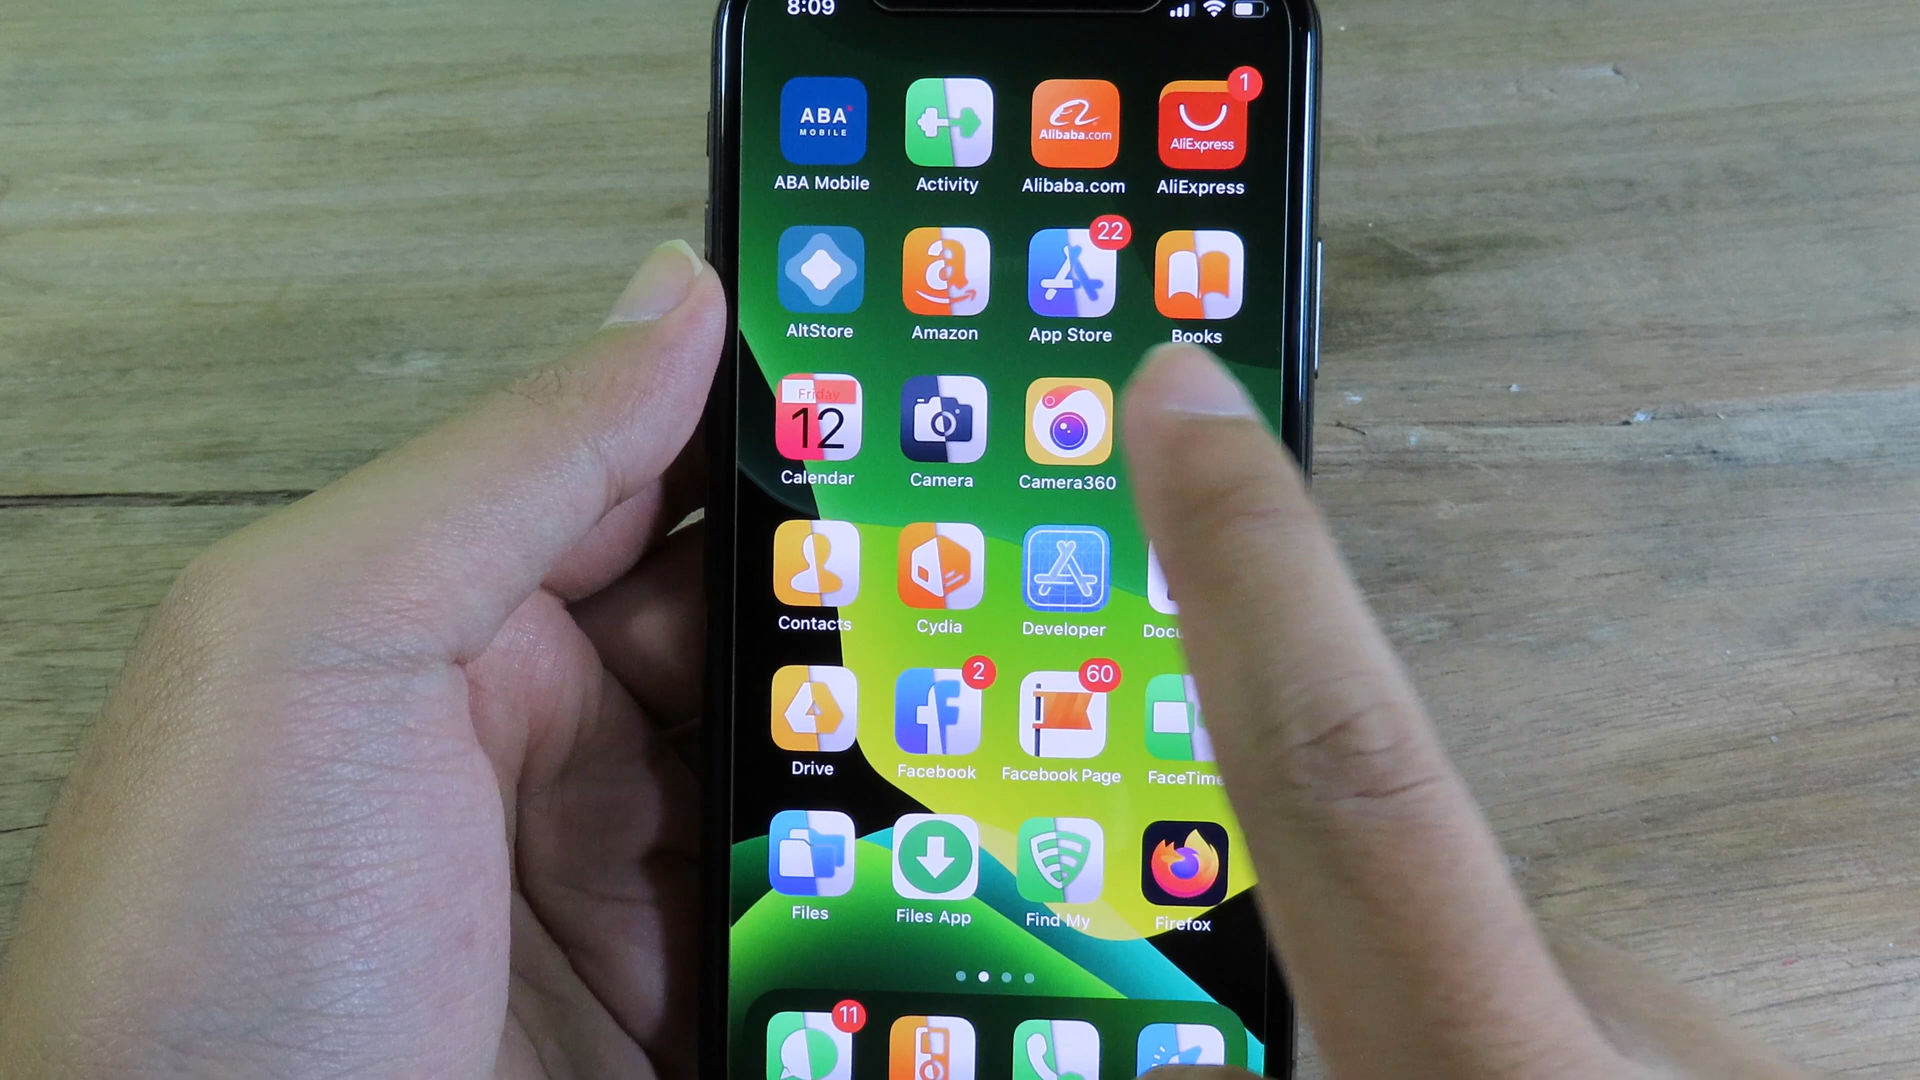 8:09
ABA
MOBILE
Alibaba.com
1
AliExpress
ABA Mobile
Activity
Alibaba.com
AliExpress
22
AltStore
Amazon
App Store
Books
Friday
12
Calendar
Camera
Camera360
Contacts
Cydia
Developer
2
60
Drive
Facebook
Facebook Page
FaceTime
Files
Files App
Find My
Firefox
11